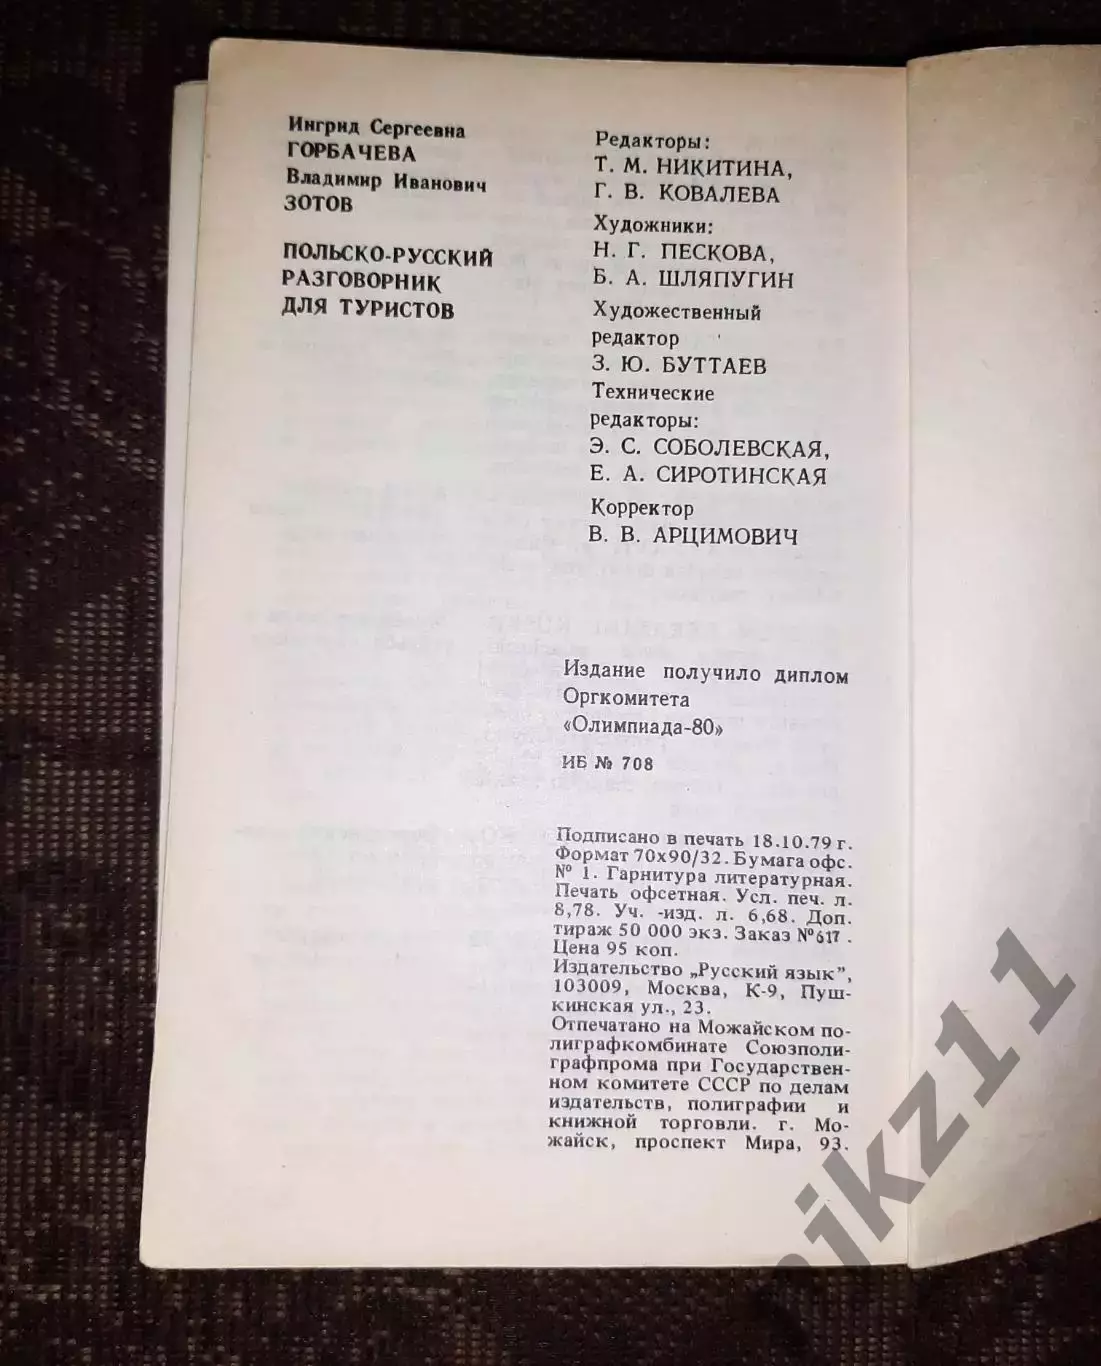 Ингрид Сергеевна
ГОРБАЧЕВА
Владимир Иванович
ЗОТОВ
ПОЛЬСКО-РУССКИЙ
РАЗГОВОРНИК
ДЛЯ ТУРИСТОВ
Редакторы:
Т. М. НИКИТИНА,
Г. В. КОВАЛЕВА
Художники:
Н. Г. ПЕСКОВА,
Б. А. ШЛЯПУГИН
Художественный
редактор
З. Ю. БУТТАЕВ
Технические
редакторы:
Э. С. СОБОЛЕВСКАЯ,
Е. А. СИРОТИНСКАЯ
Корректор
В. В. АРЦИМОВИЧ
Издание получило диплом
Оргкомитета
«Олимпиада-80»
ИБ № 708
Подписано в печать 18.10.79 г.
Формат 70х90/32. Бумага офс.
№ 1. Гарнитура литературная.
Печать офсетная. Усл. печ. л.
8,78. Уч. -изд. л. 6,68. Доп.
тираж 50 000 экз. Заказ №617 .
Цена 95 коп.
Издательство „Русский язык”,
103009, Москва, К-9, Пуш-
кинская ул., 23.
Отпечатано на Можайском по-
лиграфкомбинате Союзполи-
графпрома при Государствен-
ном комитете СССР по делам
издательств, полиграфии и
книжной торговли. г. Мо-
жайск, проспект Мира, 93.